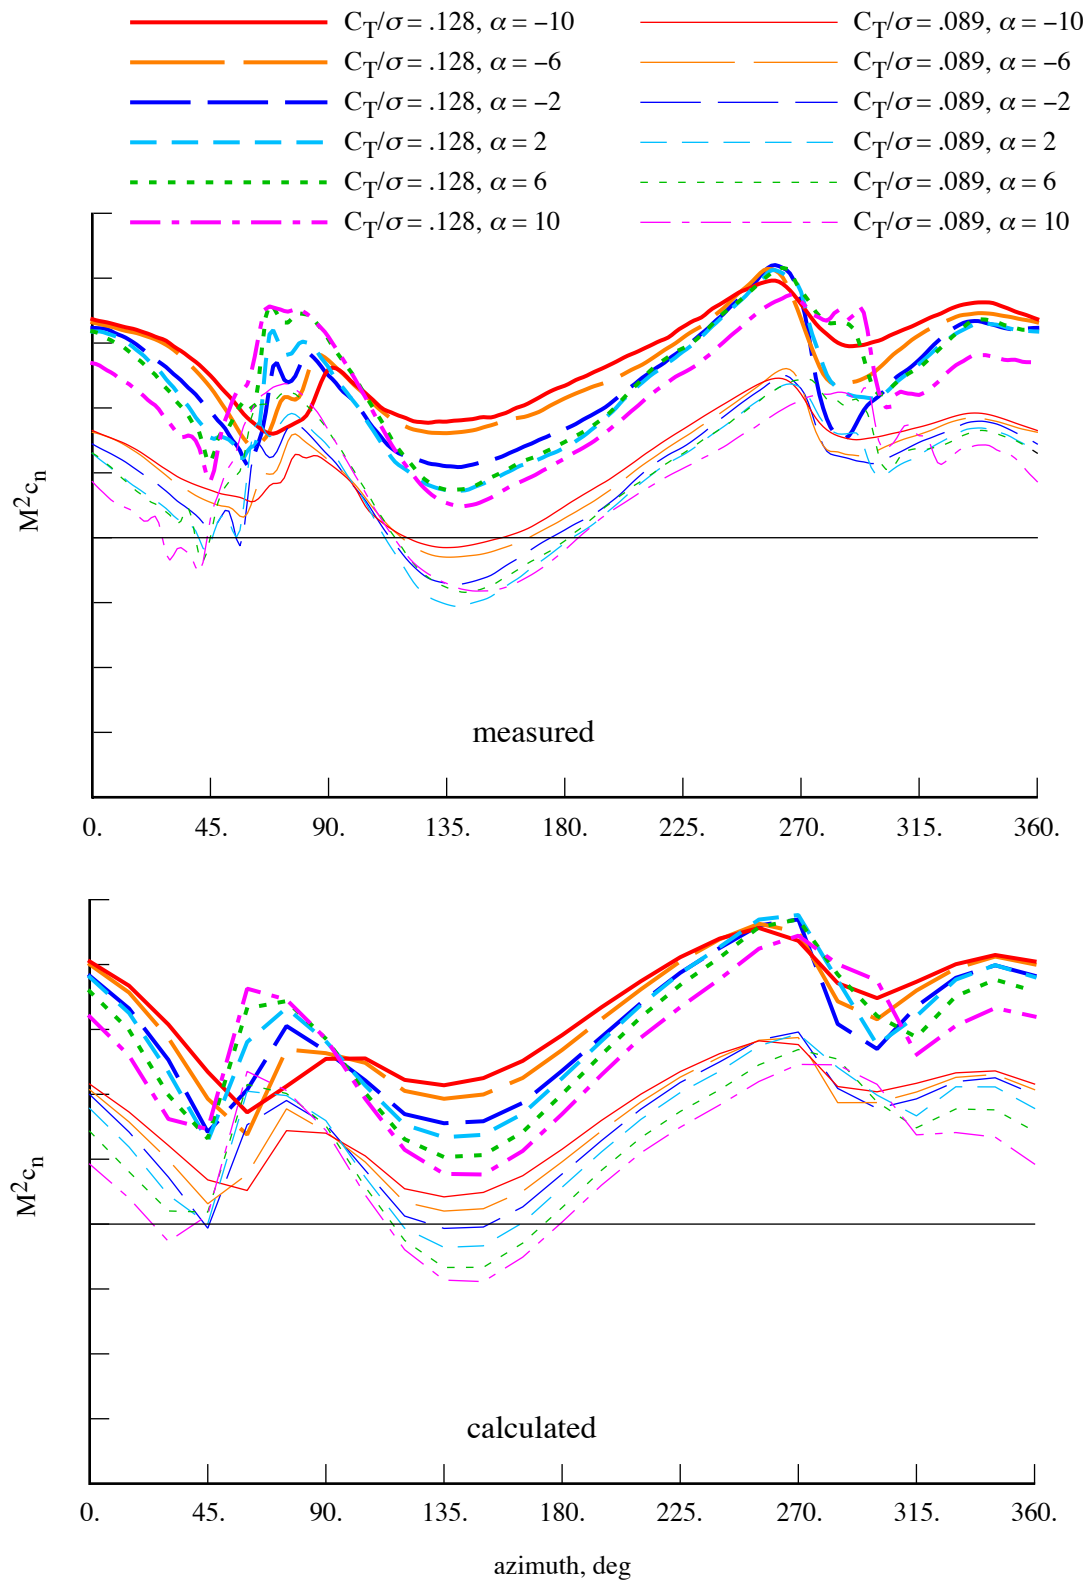 C_T/σ = .128, α = −10 C_T/σ = .089, α = −10
C_T/σ = .128, α = −6 C_T/σ = .089, α = −6
C_T/σ = .128, α = −2 C_T/σ = .089, α = −2
C_T/σ = .128, α = 2 C_T/σ = .089, α = 2
C_T/σ = .128, α = 6 C_T/σ = .089, α = 6
C_T/σ = .128, α = 10 C_T/σ = .089, α = 10
M²c_n
measured
0. 45. 90. 135. 180. 225. 270. 315. 360.
M²c_n
calculated
0. 45. 90. 135. 180. 225. 270. 315. 360.
azimuth, deg